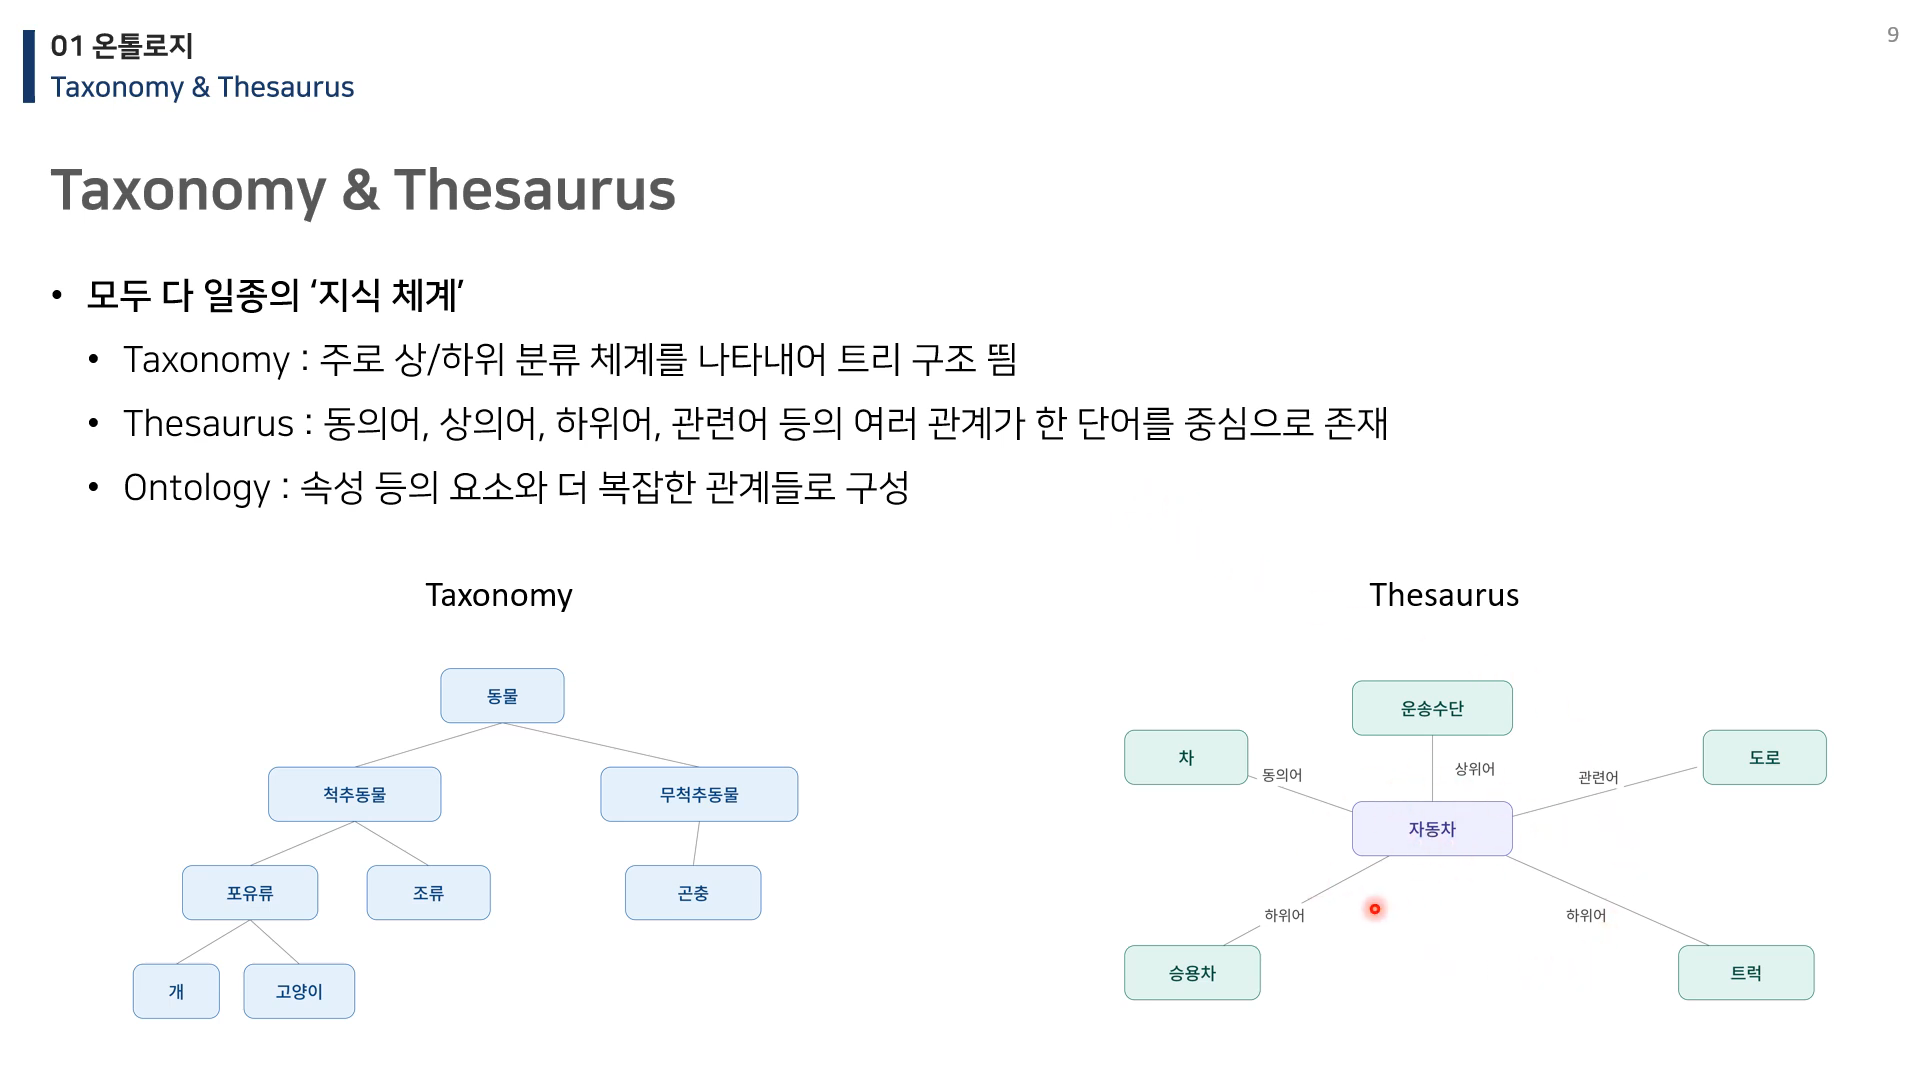 01 온톨로지
Taxonomy & Thesaurus
9
Taxonomy & Thesaurus
• 모두 다 일종의 ‘지식 체계’
• Taxonomy : 주로 상/하위 분류 체계를 나타내어 트리 구조 띔
• Thesaurus : 동의어, 상의어, 하위어, 관련어 등의 여러 관계가 한 단어를 중심으로 존재
• Ontology : 속성 등의 요소와 더 복잡한 관계들로 구성
Taxonomy
동물
척추동물
무척추동물
포유류
조류
곤충
개
고양이
Thesaurus
운송수단
차
도로
동의어
상위어
관련어
자동차
하위어
하위어
승용차
트럭